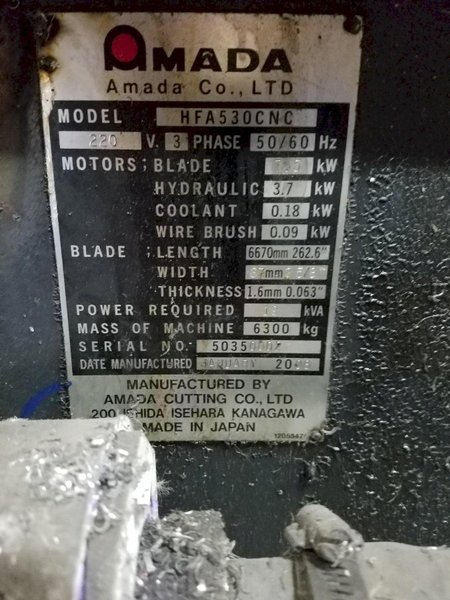 AMADA
Amada Co., LTD
MODEL HFA530CNC
220 V. 3 PHASE 50/60 Hz
MOTORS; BLADE kW
HYDRAULIC 3.7 kW
COOLANT 0.18 kW
WIRE BRUSH 0.09 kW
BLADE ; LENGTH 6670mm 262.6"
WIDTH
THICKNESS 1.6mm 0.063"
POWER REQUIRED kVA
MASS OF MACHINE 6300 kg
SERIAL NO.
DATE MANUFACTURED JANUARY
MANUFACTURED BY
AMADA CUTTING CO., LTD
200 ISHIDA ISEHARA KANAGAWA
MADE IN JAPAN